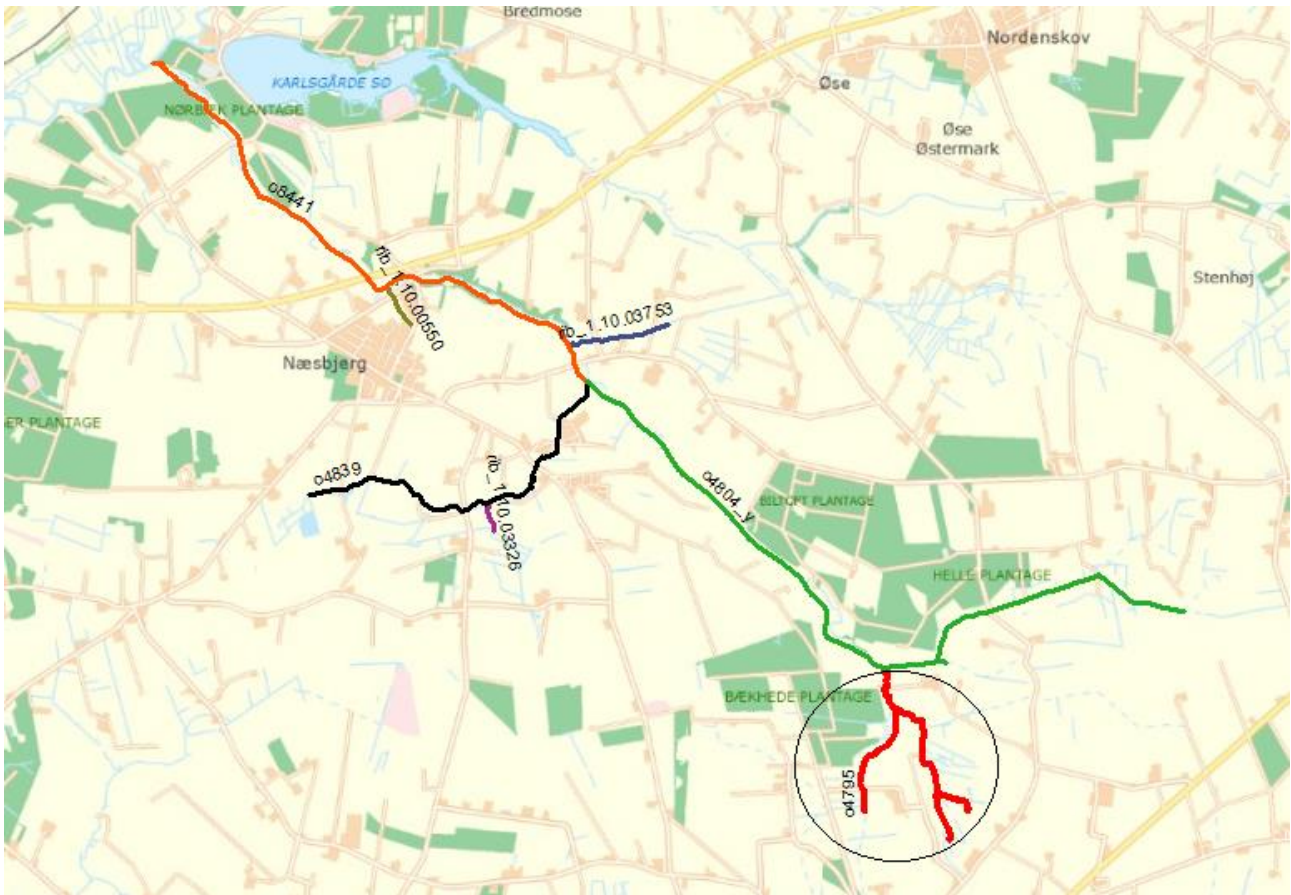 Bredmose
Nordenskov
KARLSGÅRDE SØ
Øse
NØRBÆK PLANTAGE
Øse
Østermark
o8441
rib_1.10.00550
Stenhøj
rib_1.10.03753
Næsbjerg
ER PLANTAGE
o4839
rib_1.10.03326
o4804_y
BILTOFT PLANTAGE
HELLE PLANTAGE
BÆKHEDE PLANTAGE
o4795